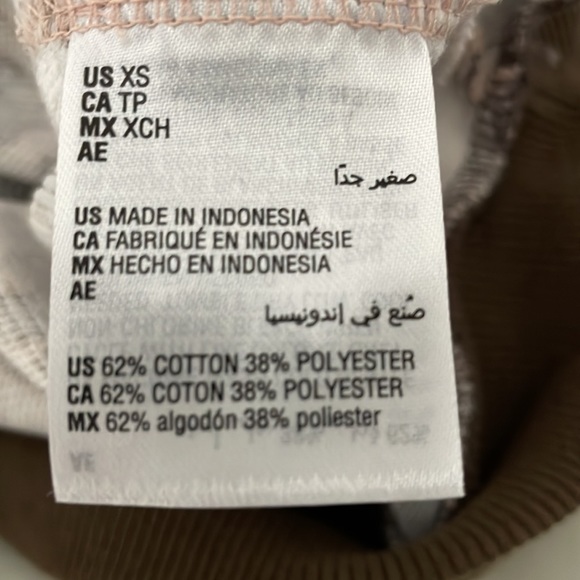 US XS
CA TP
MX XCH
AE
صغير جدًا
US MADE IN INDONESIA
CA FABRIQUÉ EN INDONÉSIE
MX HECHO EN INDONESIA
AE
صُنع في إندونيسيا
US 62% COTTON 38% POLYESTER
CA 62% COTON 38% POLYESTER
MX 62% algodón 38% poliester